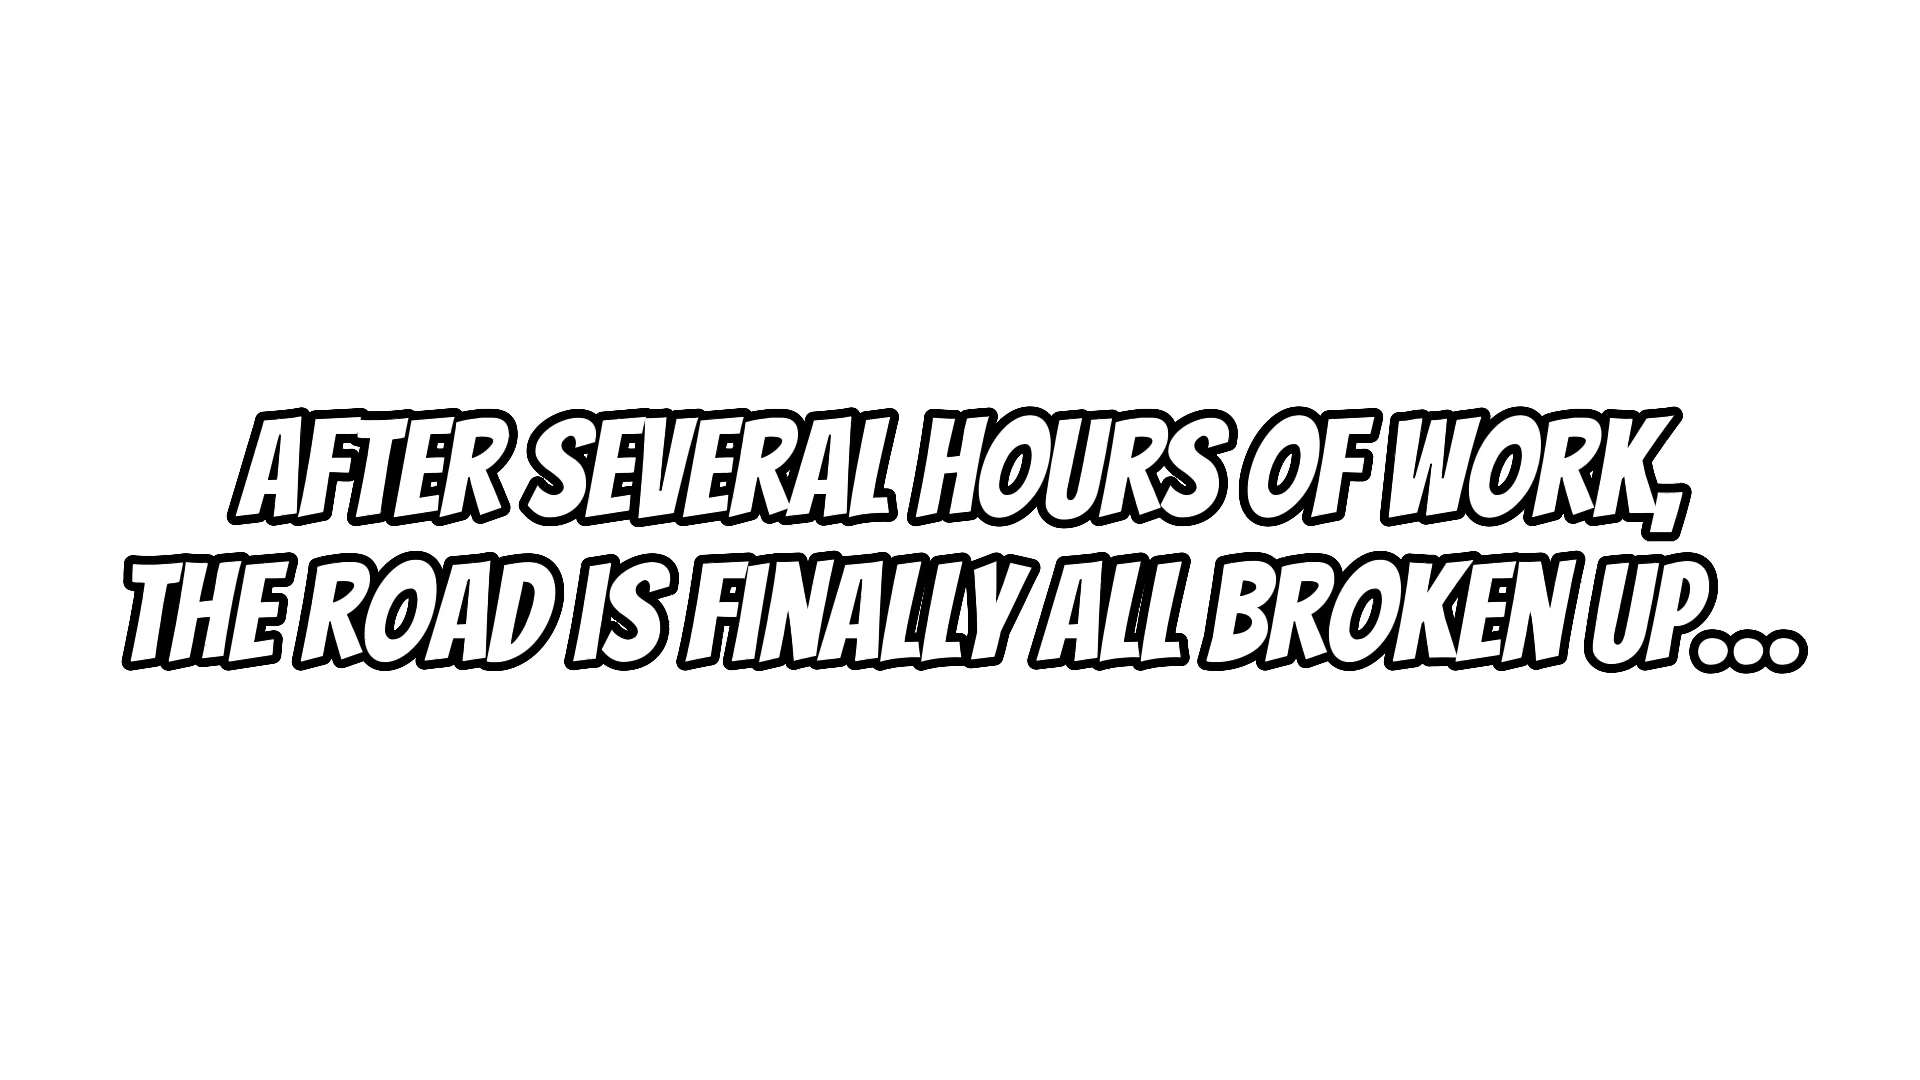 AFTER SEVERAL HOURS OF WORK,
THE ROAD IS FINALLY ALL BROKEN UP...